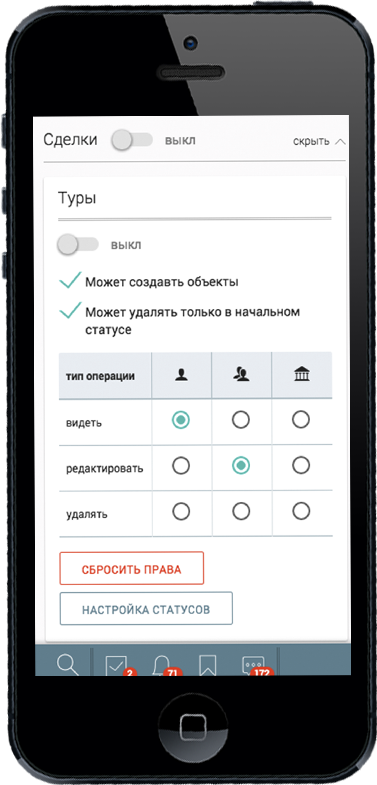 Сделки выкл скрыть
Туры
выкл
Может создавть объекты
Может удалять только в начальном
статусе
тип операции
видеть
редактировать
удалять
СБРОСИТЬ ПРАВА
НАСТРОЙКА СТАТУСОВ
2 71 172